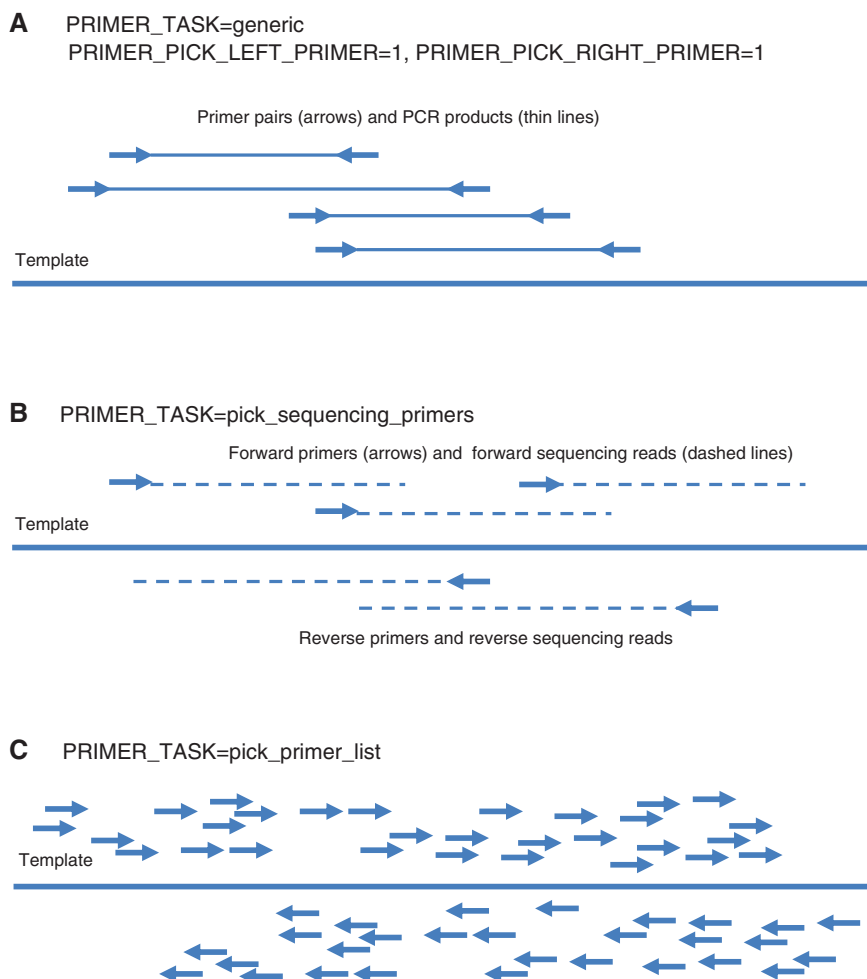 A PRIMER_TASK=generic
PRIMER_PICK_LEFT_PRIMER=1, PRIMER_PICK_RIGHT_PRIMER=1
Primer pairs (arrows) and PCR products (thin lines)
Template
B PRIMER_TASK=pick_sequencing_primers
Forward primers (arrows) and forward sequencing reads (dashed lines)
Template
Reverse primers and reverse sequencing reads
C PRIMER_TASK=pick_primer_list
Template